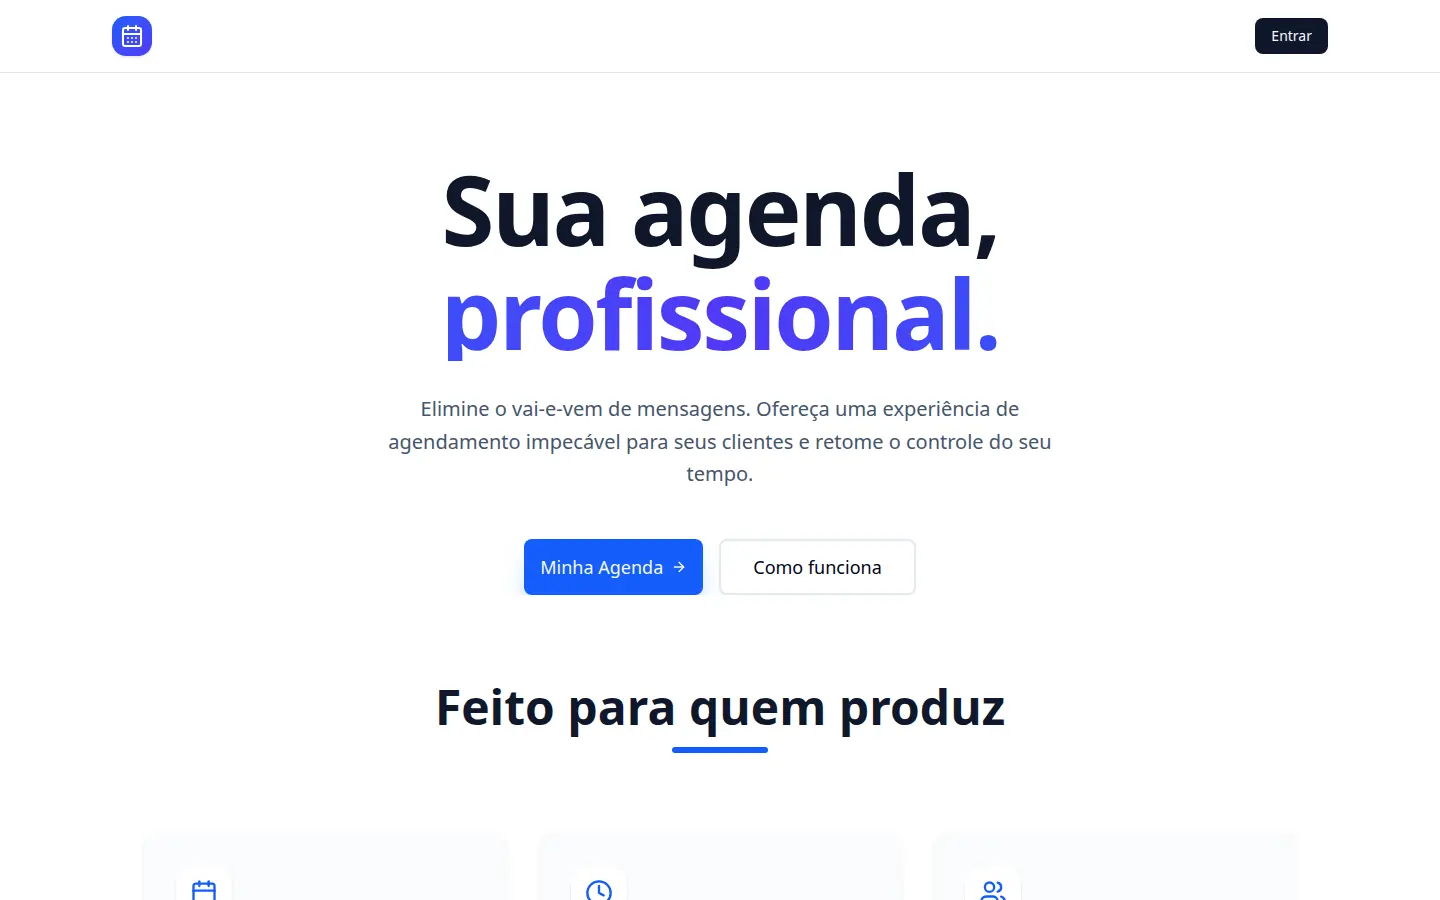 Entrar
Sua agenda,
profissional.
Elimine o vai-e-vem de mensagens. Ofereça uma experiência de
agendamento impecável para seus clientes e retome o controle do seu
tempo.
Minha Agenda
Como funciona
Feito para quem produz